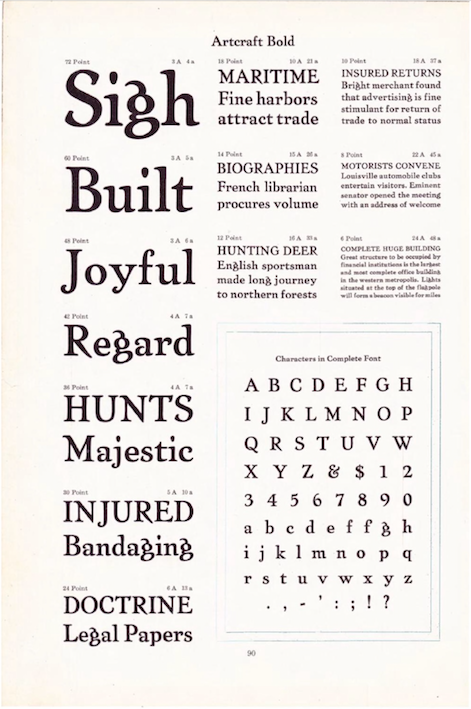 Artcraft Bold
72 Point 3 A 4 a
Sigh
60 Point 3 A 5 a
Built
48 Point 3 A 6 a
Joyful
42 Point 4 A 7 a
Regard
36 Point 4 A 7 a
HUNTS
Majestic
30 Point 5 A 10 a
INJURED
Bandaging
24 Point 6 A 13 a
DOCTRINE
Legal Papers
18 Point 10 A 21 a
MARITIME
Fine harbors
attract trade
14 Point 15 A 26 a
BIOGRAPHIES
French librarian
procures volume
12 Point 16 A 33 a
HUNTING DEER
English sportsman
made long journey
to northern forests
10 Point 18 A 37 a
INSURED RETURNS
Bright merchant found
that advertising is fine
stimulant for return of
trade to normal status
8 Point 22 A 45 a
MOTORISTS CONVENE
Louisville automobile clubs
entertain visitors. Eminent
senator opened the meeting
with an address of welcome
6 Point 24 A 48 a
COMPLETE HUGE BUILDING
Great structure to be occupied by
financial institutions is the largest
and most complete office building
in the western metropolis. Lights
situated at the top of the flagpole
will form a beacon visible for miles
Characters in Complete Font
A B C D E F G H
I J K L M N O P
Q R S T U V W
X Y Z & $ 1 2
3 4 5 6 7 8 9 0
a b c d e f f g h
i j k l m n o p q
r s t u v w x y z
. , - ' : ; ! ?
90